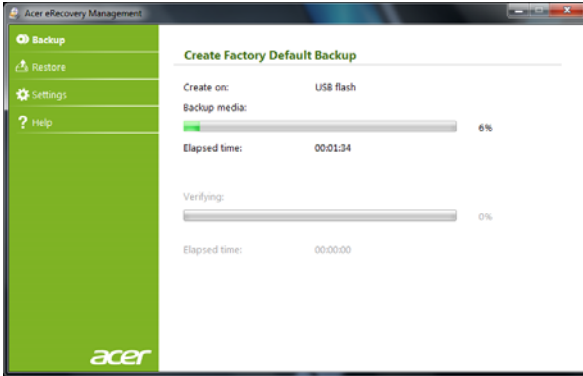 Acer eRecovery Management
Backup
Restore
Settings
Help
Create Factory Default Backup
Create on: USB flash
Backup media:
6%
Elapsed time: 00:01:34
Verifying:
0%
Elapsed time: 00:00:00
acer